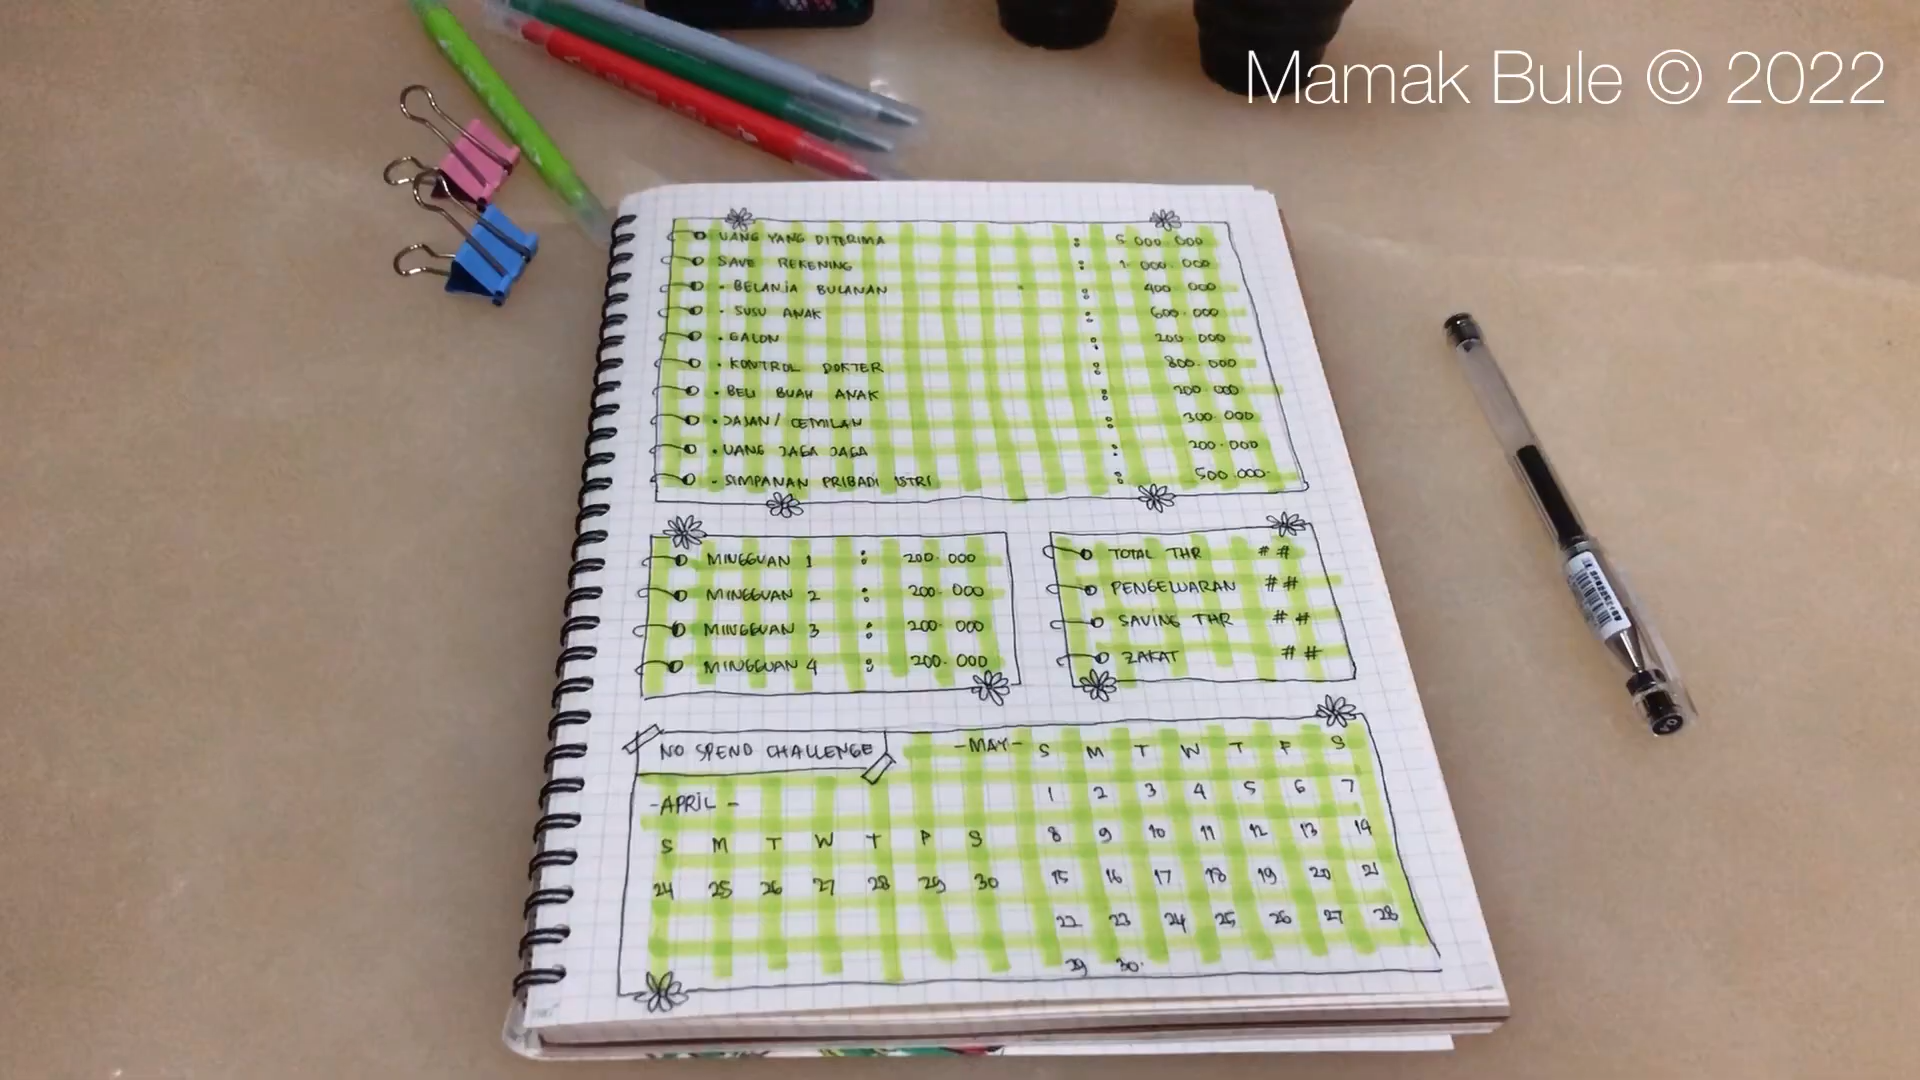 Mamak Bule © 2022
UANG YANG DITERIMA : 5 000.000
SAVE REKENING : 1.000.000
• BELANJA BULANAN : 400 000
• SUSU ANAK : 600.000
• GALON : 200 000
• KONTROL DOKTER : 800.000
• BELI BUAH ANAK : 200.000
• JAJAN / CEMILAN : 300.000
• UANG JAGA JAGA : 200.000
- SIMPANAN PRIBADI ISTRI : 500.000
MINGGUAN 1 : 200.000
MINGGUAN 2 : 200.000
MINGGUAN 3 : 200.000
MINGGUAN 4 : 200.000
TOTAL THR # #
PENGELUARAN # #
SAVING THR # #
ZAKAT # #
NO SPEND CHALLENGE
-APRIL -
S M T W T F S
24 25 26 27 28 29 30
-MAY-
S M T W T F S
1 2 3 4 5 6 7
8 9 10 11 12 13 14
15 16 17 18 19 20 21
22 23 24 25 26 27 28
29 30